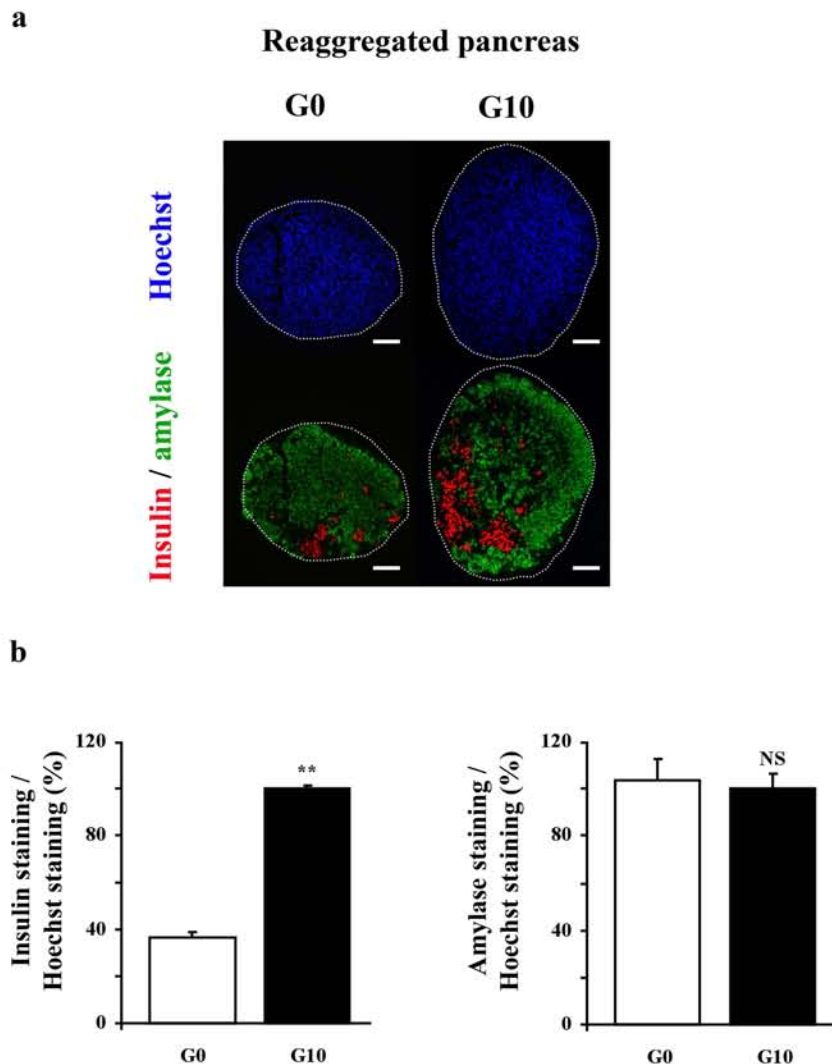 a
Reaggregated pancreas
G0 G10
Hoechst
Insulin / amylase
b
Insulin staining /
Hoechst staining (%)
120
80
40
0
**
G0 G10
Amylase staining /
Hoechst staining (%)
120
80
40
0
NS
G0 G10